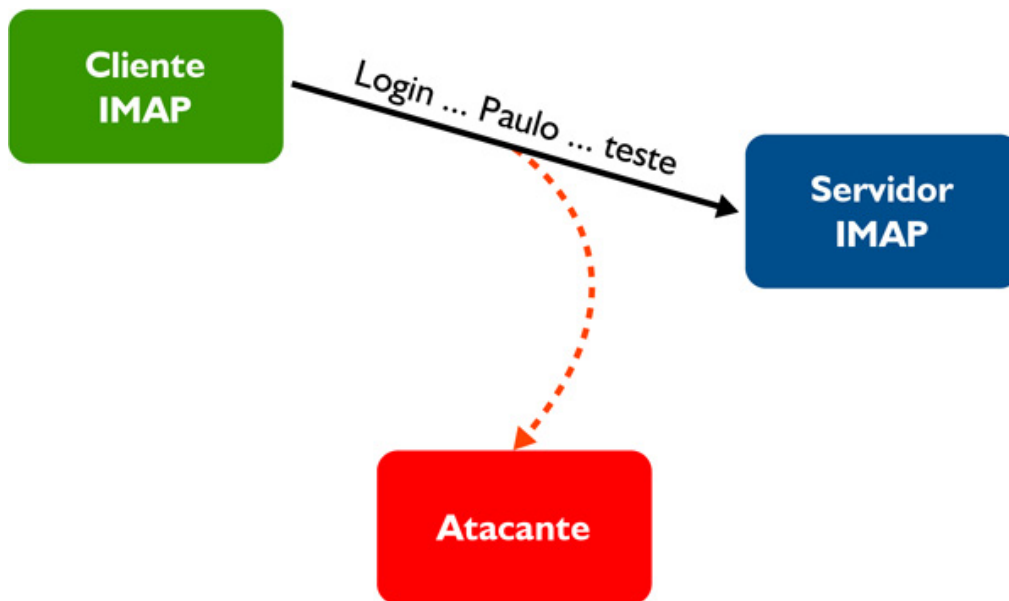 Cliente
IMAP
Login ... Paulo ... teste
Servidor
IMAP
Atacante